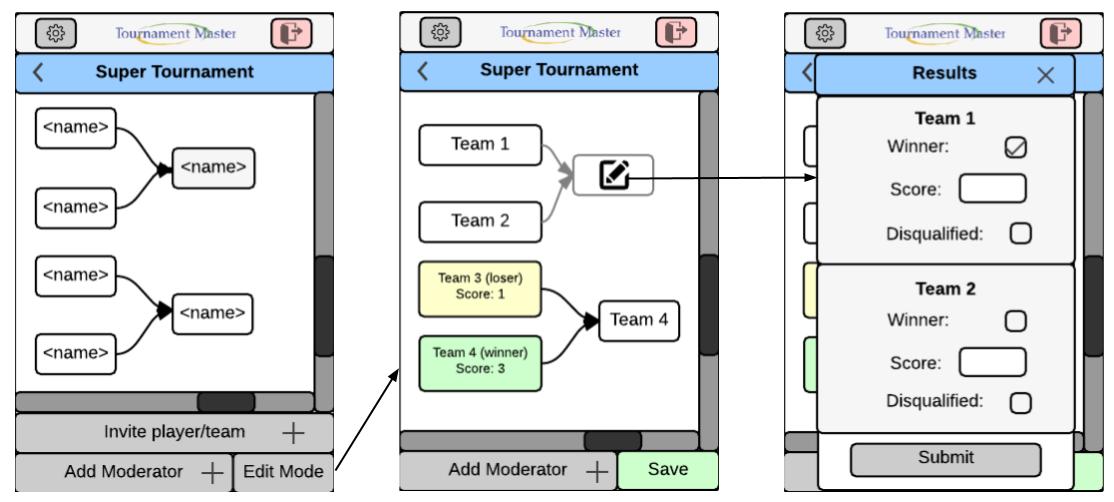 Tournament Master
Super Tournament
<name>
<name>
<name>
<name>
<name>
<name>
Invite player/team
Add Moderator
Edit Mode
Tournament Master
Super Tournament
Team 1
Team 2
Team 3 (loser)
Score: 1
Team 4
Team 4 (winner)
Score: 3
Add Moderator
Save
Tournament Master
Results
Team 1
Winner:
Score:
Disqualified:
Team 2
Winner:
Score:
Disqualified:
Submit